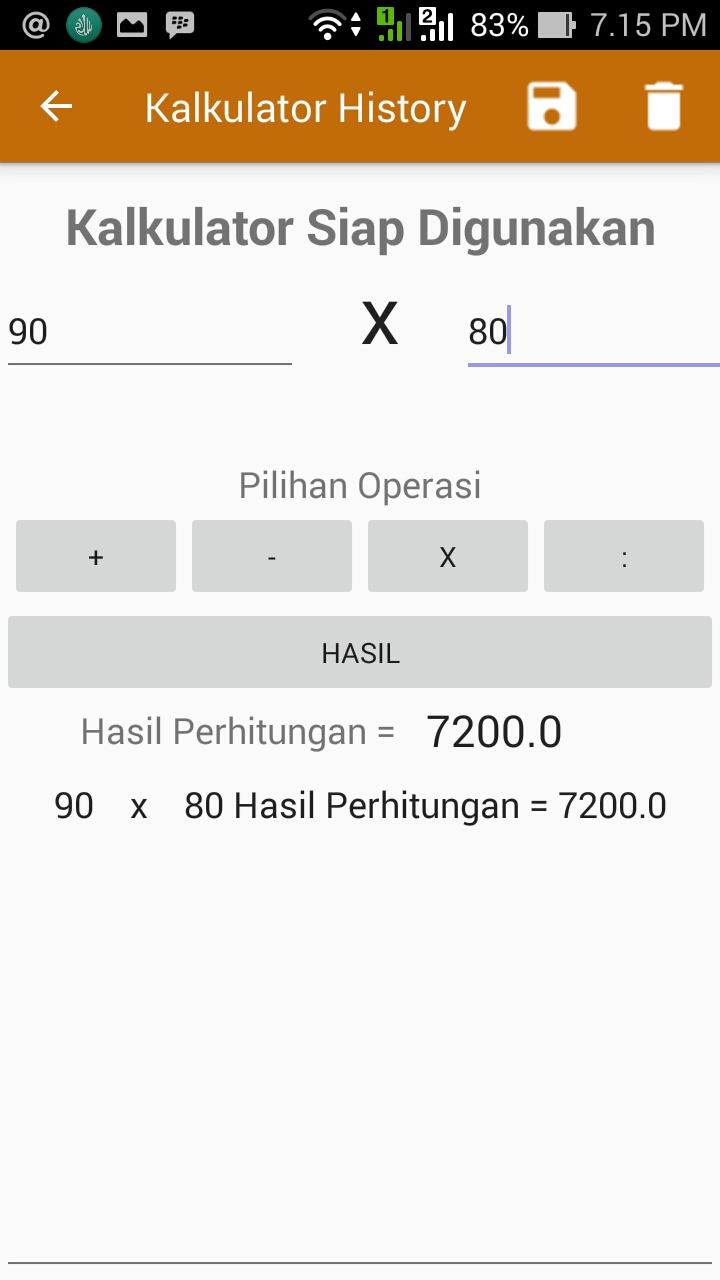 1 2 83% 7.15 PM
Kalkulator History
Kalkulator Siap Digunakan
90 X 80
Pilihan Operasi
+ - X :
HASIL
Hasil Perhitungan = 7200.0
90 x 80 Hasil Perhitungan = 7200.0